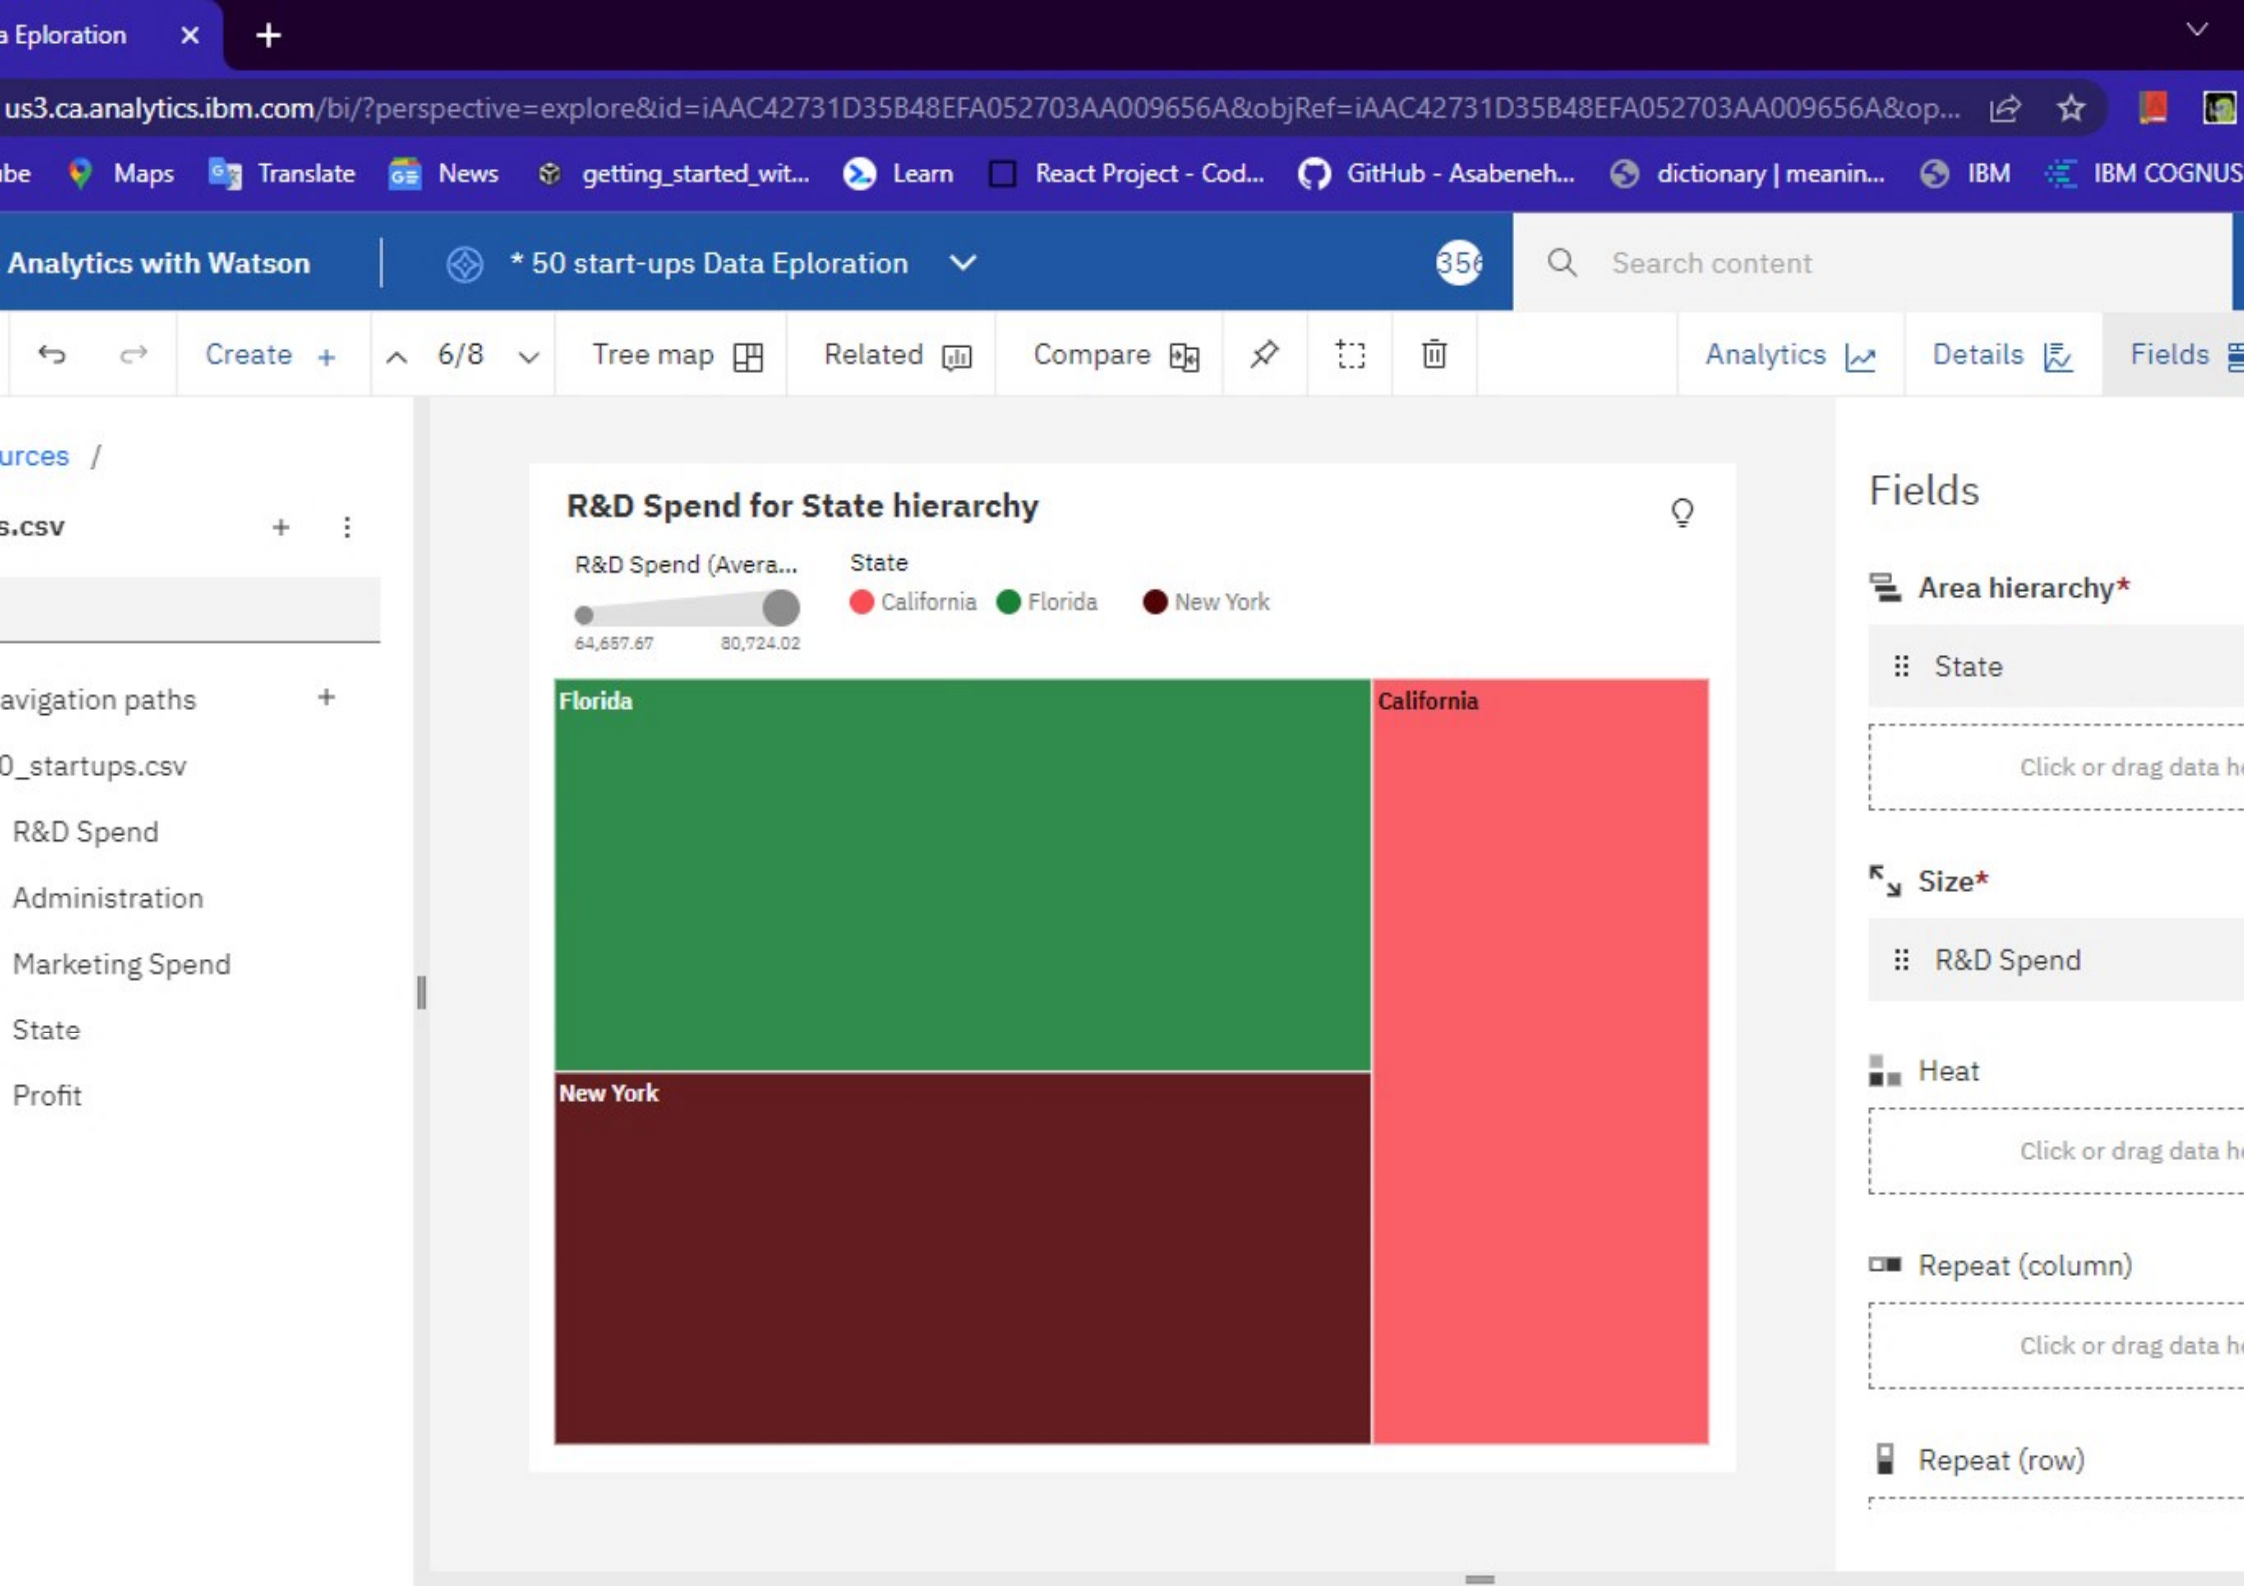 a Eploration
us3.ca.analytics.ibm.com/bi/?perspective=explore&id=iAAC42731D35B48EFA052703AA009656A&objRef=iAAC42731D35B48EFA052703AA009656A&op...
be Maps Translate News getting_started_wit... Learn React Project - Cod... GitHub - Asabeneh... dictionary | meanin... IBM IBM COGNUS
Analytics with Watson * 50 start-ups Data Eploration 356 Search content
Create + 6/8 Tree map Related Compare Analytics Details Fields
urces /
s.csv
avigation paths
0_startups.csv
R&D Spend
Administration
Marketing Spend
State
Profit
R&D Spend for State hierarchy
R&D Spend (Avera... State
California Florida New York
64,657.67 80,724.02
Florida
California
New York
Fields
Area hierarchy*
State
Click or drag data he
Size*
R&D Spend
Heat
Click or drag data he
Repeat (column)
Click or drag data he
Repeat (row)